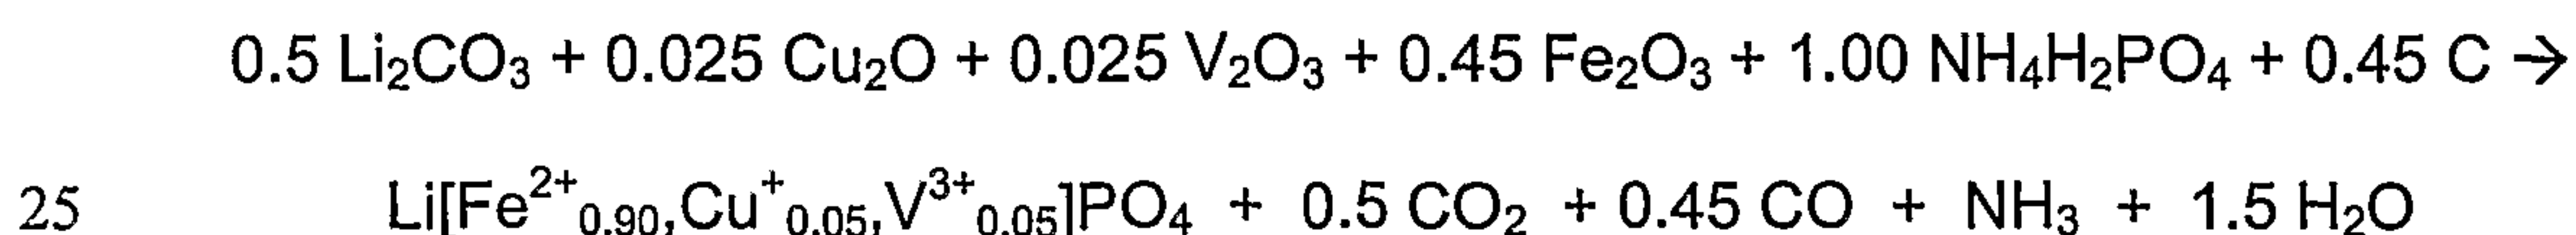 0.5 Li₂CO₃ + 0.025 Cu₂O + 0.025 V₂O₃ + 0.45 Fe₂O₃ + 1.00 NH₄H₂PO₄ + 0.45 C →
25 Li[Fe²⁺₀.₉₀,Cu⁺₀.₀₅,V³⁺₀.₀₅]PO₄ + 0.5 CO₂ + 0.45 CO + NH₃ + 1.5 H₂O